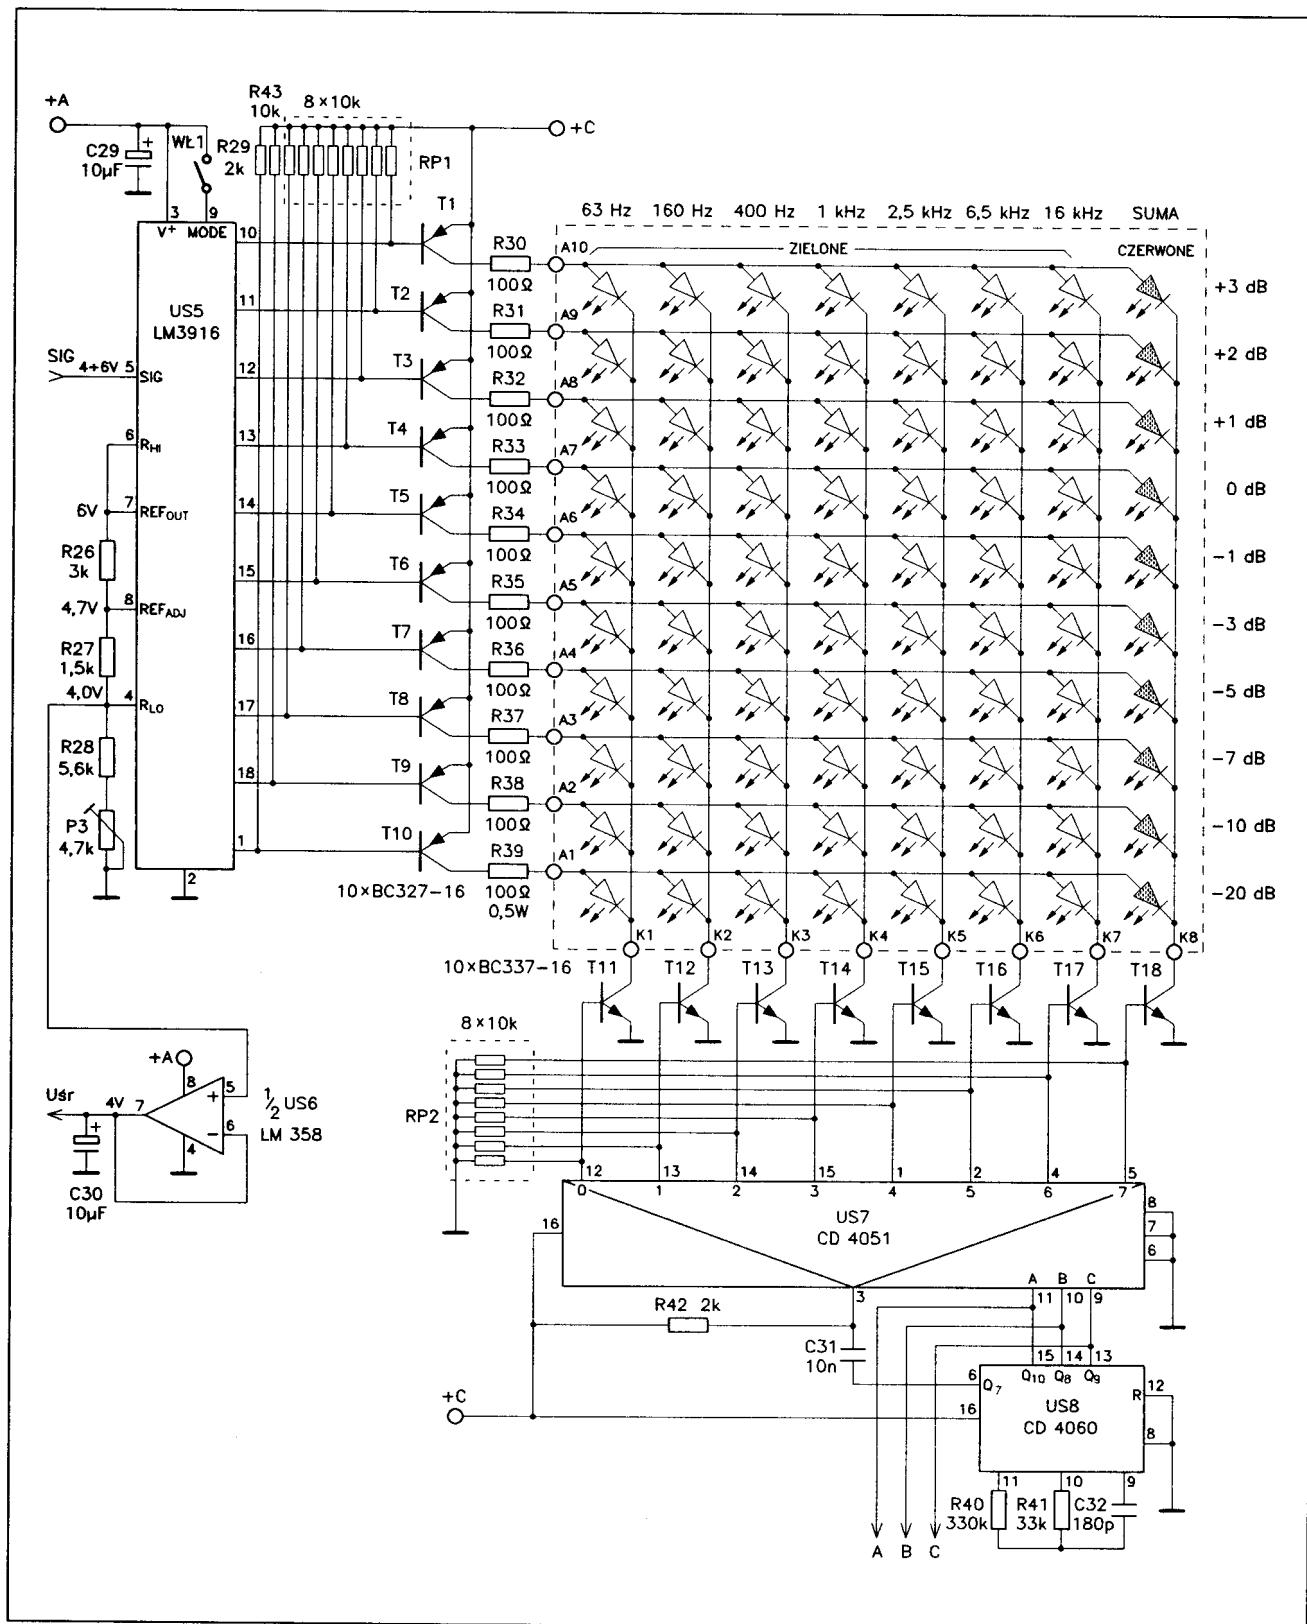 R43
10k
8×10k
+A
+C
C29
10µF
+
WŁ1
R29
2k
RP1
3
9
V⁺ MODE
US5
LM3916
SIG
4÷6V
5
SIG
6
R_HI
6V
7
REF_OUT
R26
3k
4,7V
8
REF_ADJ
R27
1,5k
4,0V
4
R_LO
R28
5,6k
P3
4,7k
2
10
11
12
13
14
15
16
17
18
1
T1
T2
T3
T4
T5
T6
T7
T8
T9
T10
10×BC327-16
R30
100Ω
R31
100Ω
R32
100Ω
R33
100Ω
R34
100Ω
R35
100Ω
R36
100Ω
R37
100Ω
R38
100Ω
R39
100Ω
0,5W
63 Hz 160 Hz 400 Hz 1 kHz 2,5 kHz 6,5 kHz 16 kHz SUMA
ZIELONE CZERWONE
A10
A9
A8
A7
A6
A5
A4
A3
A2
A1
+3 dB
+2 dB
+1 dB
0 dB
-1 dB
-3 dB
-5 dB
-7 dB
-10 dB
-20 dB
K1 K2 K3 K4 K5 K6 K7 K8
10×BC337-16
T11 T12 T13 T14 T15 T16 T17 T18
8×10k
RP2
+A
8
Uśr
4V
7
+
5
−
6
4
½ US6
LM 358
+
C30
10µF
12 13 14 15 1 2 4 5
0 1 2 3 4 5 6 7
US7
CD 4051
16
8
7
6
3
A B C
11 10 9
R42 2k
C31
10n
+C
15 14 13
Q10 Q8 Q9
6
Q7
16
US8
CD 4060
R
12
8
11 10 9
R40
330k
R41
33k
C32
180p
A B C